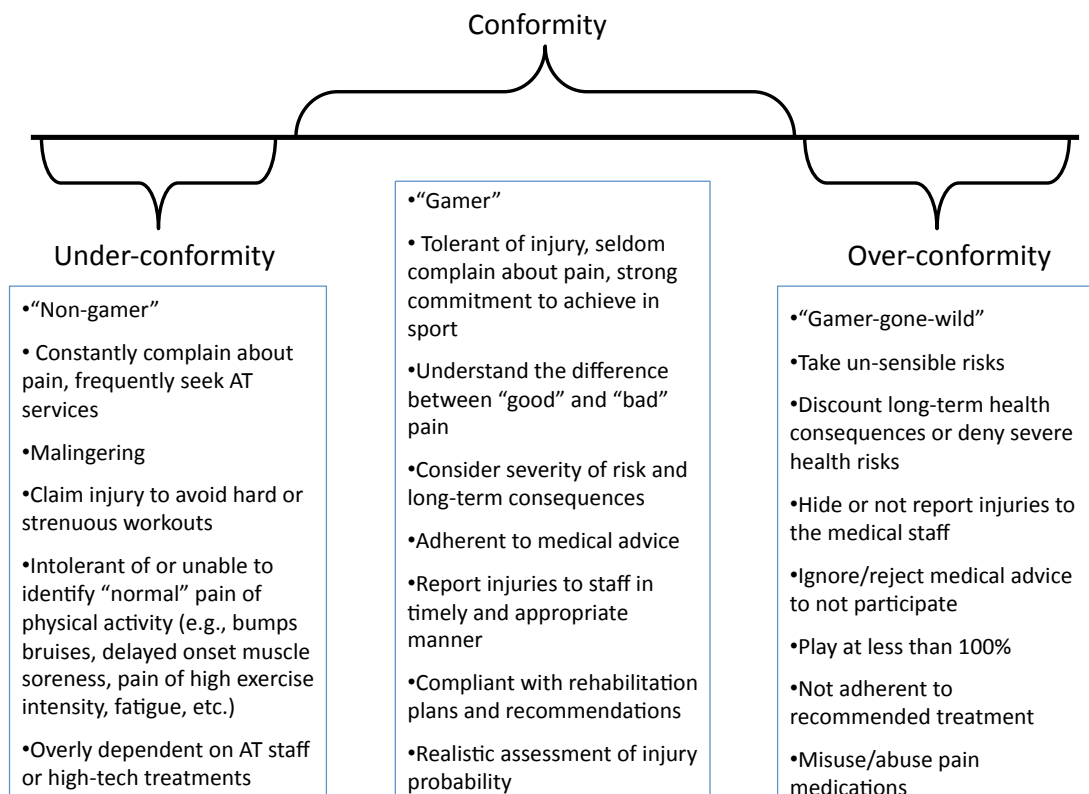 Conformity
Under-conformity
•“Non-gamer”
• Constantly complain about
pain, frequently seek AT
services
•Malingering
•Claim injury to avoid hard or
strenuous workouts
•Intolerant of or unable to
identify “normal” pain of
physical activity (e.g., bumps
bruises, delayed onset muscle
soreness, pain of high exercise
intensity, fatigue, etc.)
•Overly dependent on AT staff
or high-tech treatments
•“Gamer”
• Tolerant of injury, seldom
complain about pain, strong
commitment to achieve in
sport
•Understand the difference
between “good” and “bad”
pain
•Consider severity of risk and
long-term consequences
•Adherent to medical advice
•Report injuries to staff in
timely and appropriate
manner
•Compliant with rehabilitation
plans and recommendations
•Realistic assessment of injury
probability
Over-conformity
•“Gamer-gone-wild”
•Take un-sensible risks
•Discount long-term health
consequences or deny severe
health risks
•Hide or not report injuries to
the medical staff
•Ignore/reject medical advice
to not participate
•Play at less than 100%
•Not adherent to
recommended treatment
•Misuse/abuse pain
medications